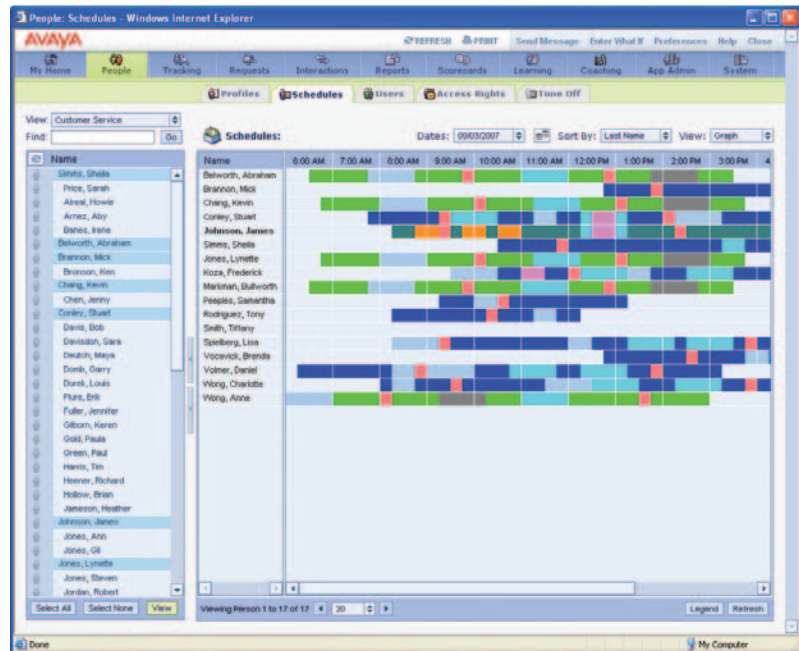 People: Schedules - Windows Internet Explorer
AVAYA
REFRESH PRINT Send Message Enter What If Preferences Help Close
My Home People Tracking Requests Interactions Reports Scorecards Learning Coaching App Admin System
Profiles Schedules Users Access Rights Time Off
View: Customer Service
Find: Go
Schedules: Dates: 09/03/2007 Sort By: Last Name View: Graph
Name
Simms, Sheila
Price, Sarah
Abreal, Howie
Arnez, Aby
Banes, Irene
Belworth, Abraham
Brannon, Mick
Bronson, Ken
Chang, Kevin
Chen, Jenny
Conley, Stuart
Davis, Bob
Davisdon, Sara
Deutch, Maya
Domb, Garry
Durek, Louis
Flure, Erik
Fuller, Jennifer
Gilborn, Keren
Gold, Paula
Green, Paul
Harris, Tim
Heener, Richard
Hollow, Brian
Jameson, Heather
Johnson, James
Jones, Ann
Jones, Gil
Jones, Lynette
Jones, Steven
Jordan, Robert
Select All Select None View
Name 6:00 AM 7:00 AM 8:00 AM 9:00 AM 10:00 AM 11:00 AM 12:00 PM 1:00 PM 2:00 PM 3:00 PM 4
Belworth, Abraham
Brannon, Mick
Chang, Kevin
Conley, Stuart
Johnson, James
Simms, Sheila
Jones, Lynette
Koza, Frederick
Markman, Bullworth
Peeples, Samantha
Rodriguez, Tony
Smith, Tiffany
Spielberg, Lisa
Vocavick, Brenda
Volmer, Daniel
Wong, Charlotte
Wong, Anne
Viewing Person 1 to 17 of 17 20
Legend Refresh
Done My Computer